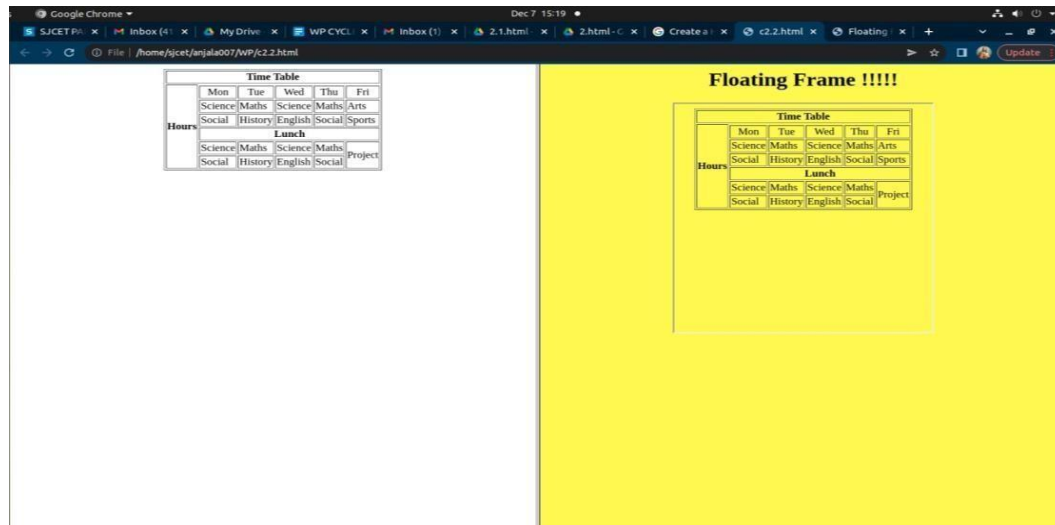 Google Chrome
Dec 7 15:19
SJCET PA
Inbox (41
My Drive
WP CYCL
Inbox (1)
2.1.html
2.html - G
Create a
c2.2.html
Floating
File /home/sjcet/anjala007/WP/c2.2.html
Update
Time Table
Hours
Mon Tue Wed Thu Fri
Science Maths Science Maths Arts
Social History English Social Sports
Lunch
Science Maths Science Maths Project
Social History English Social
Floating Frame !!!!!
Time Table
Hours
Mon Tue Wed Thu Fri
Science Maths Science Maths Arts
Social History English Social Sports
Lunch
Science Maths Science Maths Project
Social History English Social